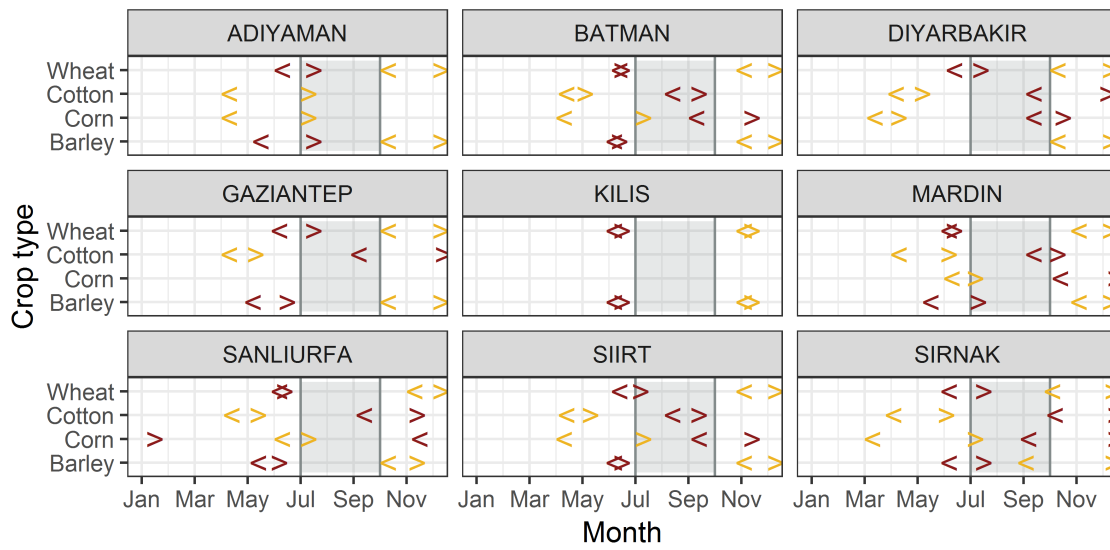 ADIYAMAN BATMAN DIYARBAKIR
Wheat
Cotton
Corn
Barley
GAZIANTEP KILIS MARDIN
Wheat
Cotton
Corn
Barley
SANLIURFA SIIRT SIRNAK
Wheat
Cotton
Corn
Barley
Jan Mar May Jul Sep Nov Jan Mar May Jul Sep Nov Jan Mar May Jul Sep Nov
Month
Crop type